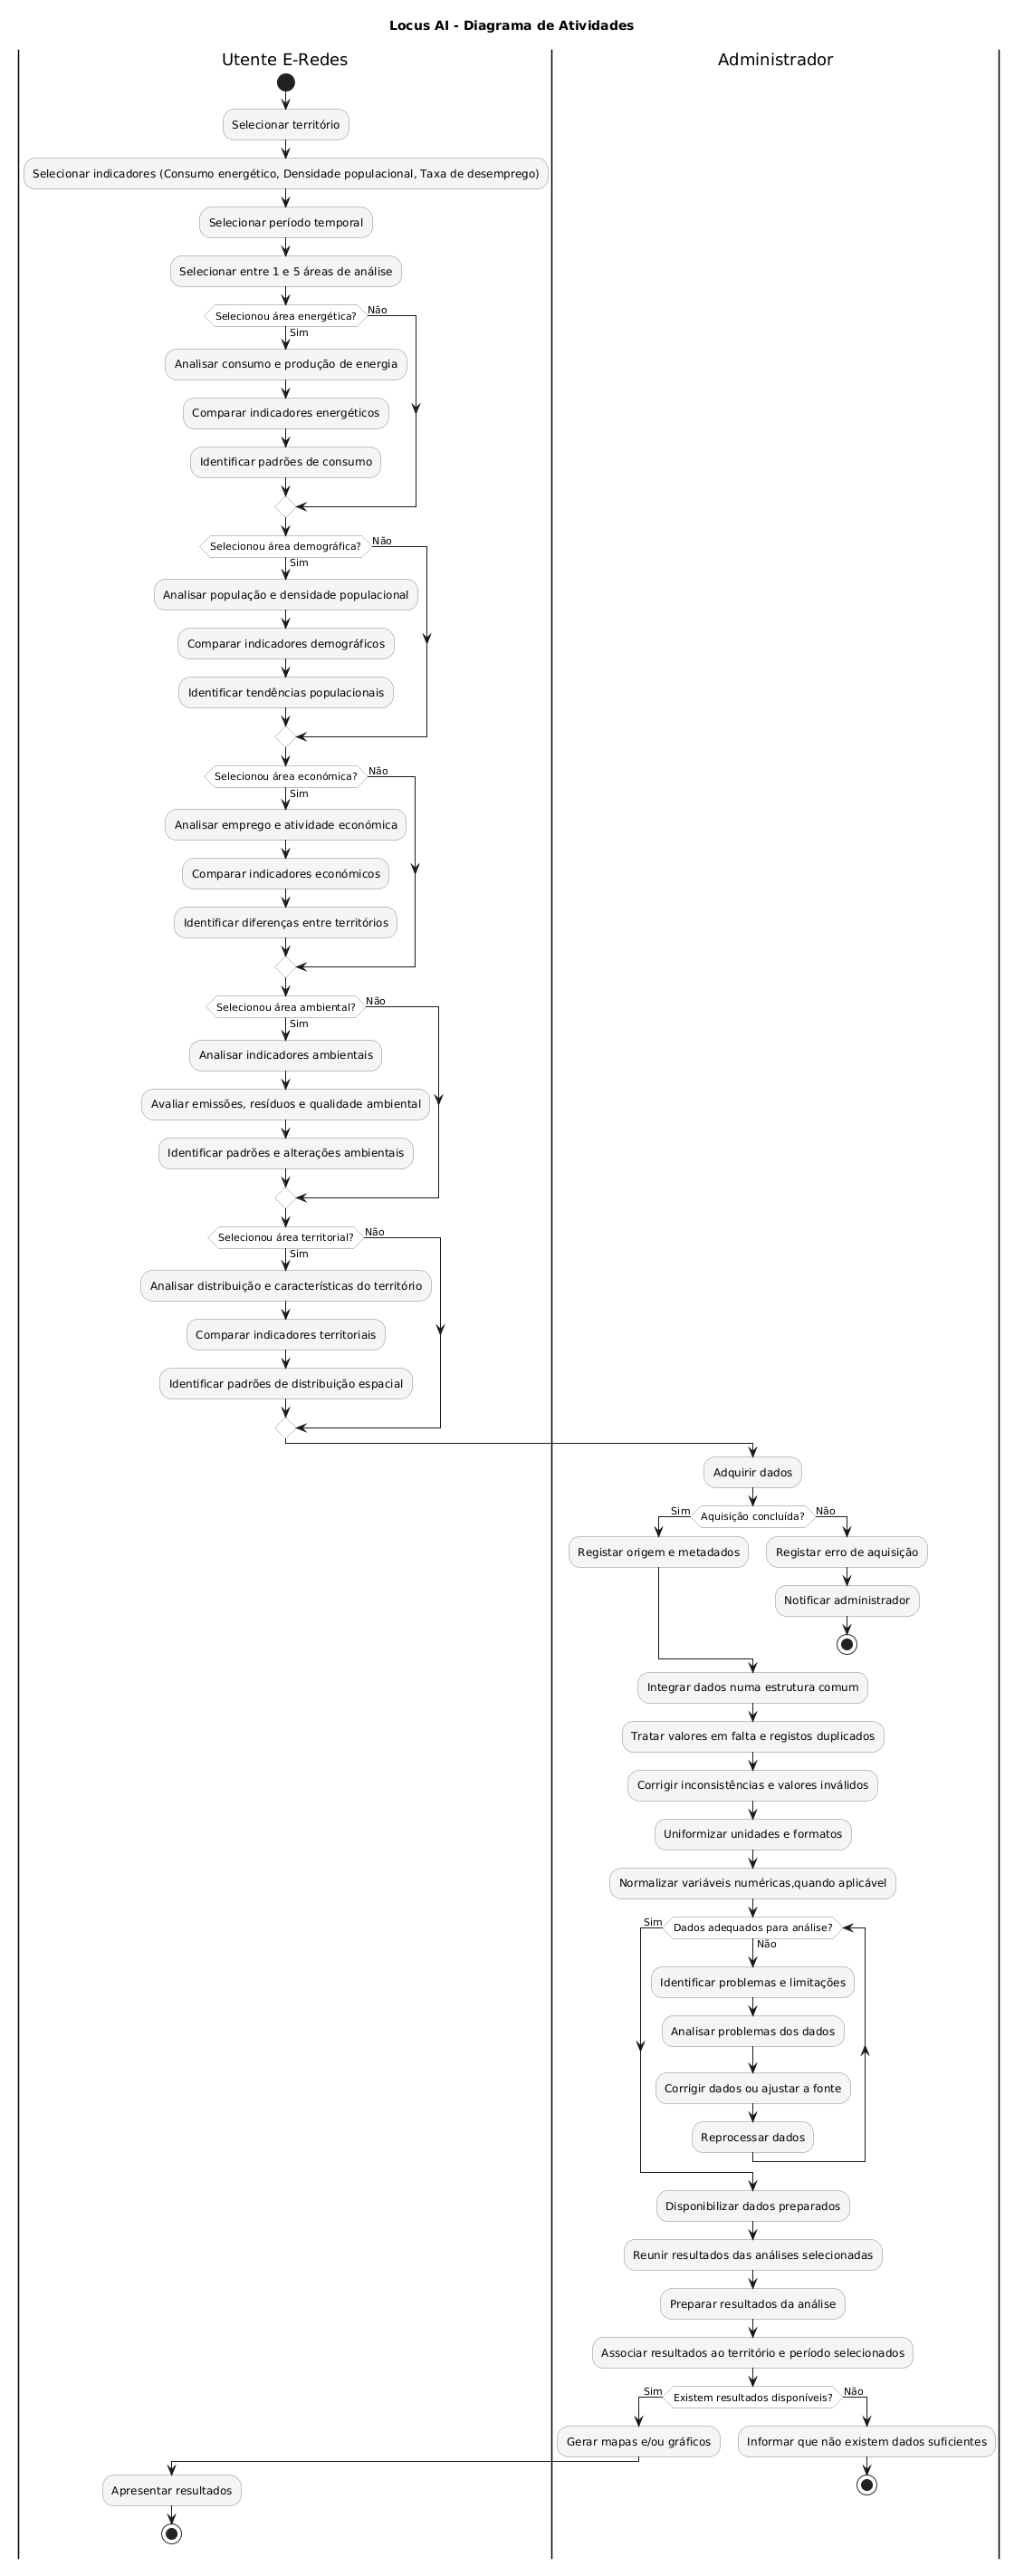 Locus AI - Diagrama de Atividades
Utente E-Redes
Administrador
Selecionar território
Selecionar indicadores (Consumo energético, Densidade populacional, Taxa de desemprego)
Selecionar período temporal
Selecionar entre 1 e 5 áreas de análise
Selecionou área energética?
Não
Sim
Analisar consumo e produção de energia
Comparar indicadores energéticos
Identificar padrões de consumo
Selecionou área demográfica?
Não
Sim
Analisar população e densidade populacional
Comparar indicadores demográficos
Identificar tendências populacionais
Selecionou área económica?
Não
Sim
Analisar emprego e atividade económica
Comparar indicadores económicos
Identificar diferenças entre territórios
Selecionou área ambiental?
Não
Sim
Analisar indicadores ambientais
Avaliar emissões, resíduos e qualidade ambiental
Identificar padrões e alterações ambientais
Selecionou área territorial?
Não
Sim
Analisar distribuição e características do território
Comparar indicadores territoriais
Identificar padrões de distribuição espacial
Adquirir dados
Sim
Aquisição concluída?
Não
Registar origem e metadados
Registar erro de aquisição
Notificar administrador
Integrar dados numa estrutura comum
Tratar valores em falta e registos duplicados
Corrigir inconsistências e valores inválidos
Uniformizar unidades e formatos
Normalizar variáveis numéricas,quando aplicável
Sim
Dados adequados para análise?
Não
Identificar problemas e limitações
Analisar problemas dos dados
Corrigir dados ou ajustar a fonte
Reprocessar dados
Disponibilizar dados preparados
Reunir resultados das análises selecionadas
Preparar resultados da análise
Associar resultados ao território e período selecionados
Sim
Existem resultados disponíveis?
Não
Gerar mapas e/ou gráficos
Informar que não existem dados suficientes
Apresentar resultados